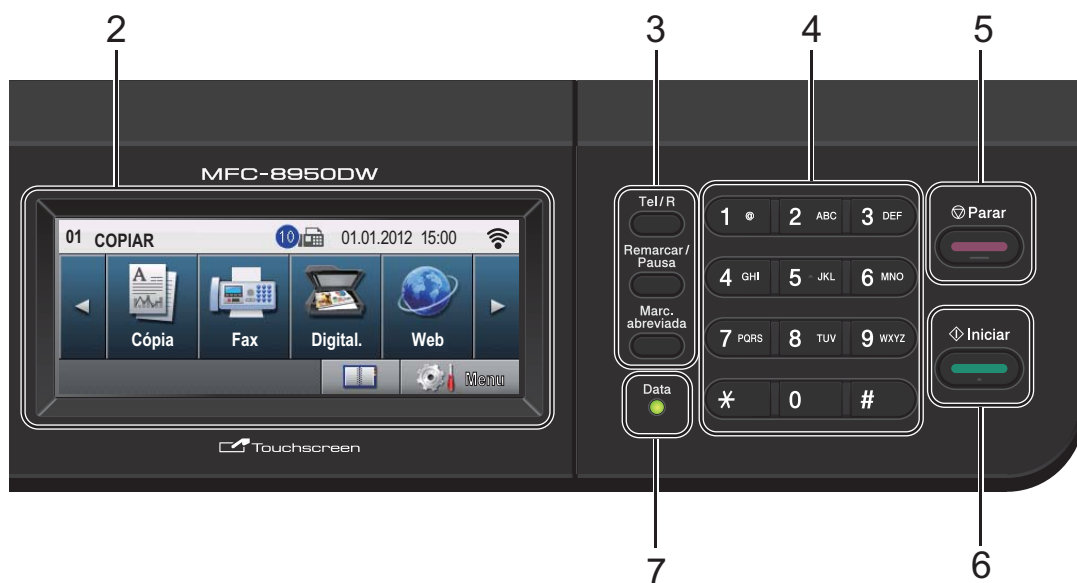 2 3 4 5
MFC-8950DW
01 COPIAR 10 01.01.2012 15:00
Cópia Fax Digital. Web
Menu
Touchscreen
Tel/R
Remarcar/
Pausa
Marc.
abreviada
Data
1 @ 2 ABC 3 DEF
4 GHI 5 JKL 6 MNO
7 PQRS 8 TUV 9 WXYZ
* 0 #
Parar
Iniciar
7 6